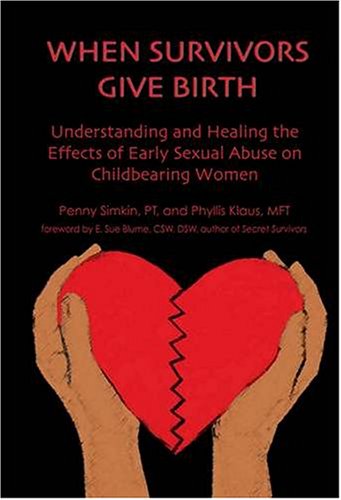 WHEN SURVIVORS
GIVE BIRTH
Understanding and Healing the
Effects of Early Sexual Abuse on
Childbearing Women
Penny Simkin, PT, and Phyllis Klaus, MFT
foreword by E. Sue Blume, CSW, DSW, author of Secret Survivors